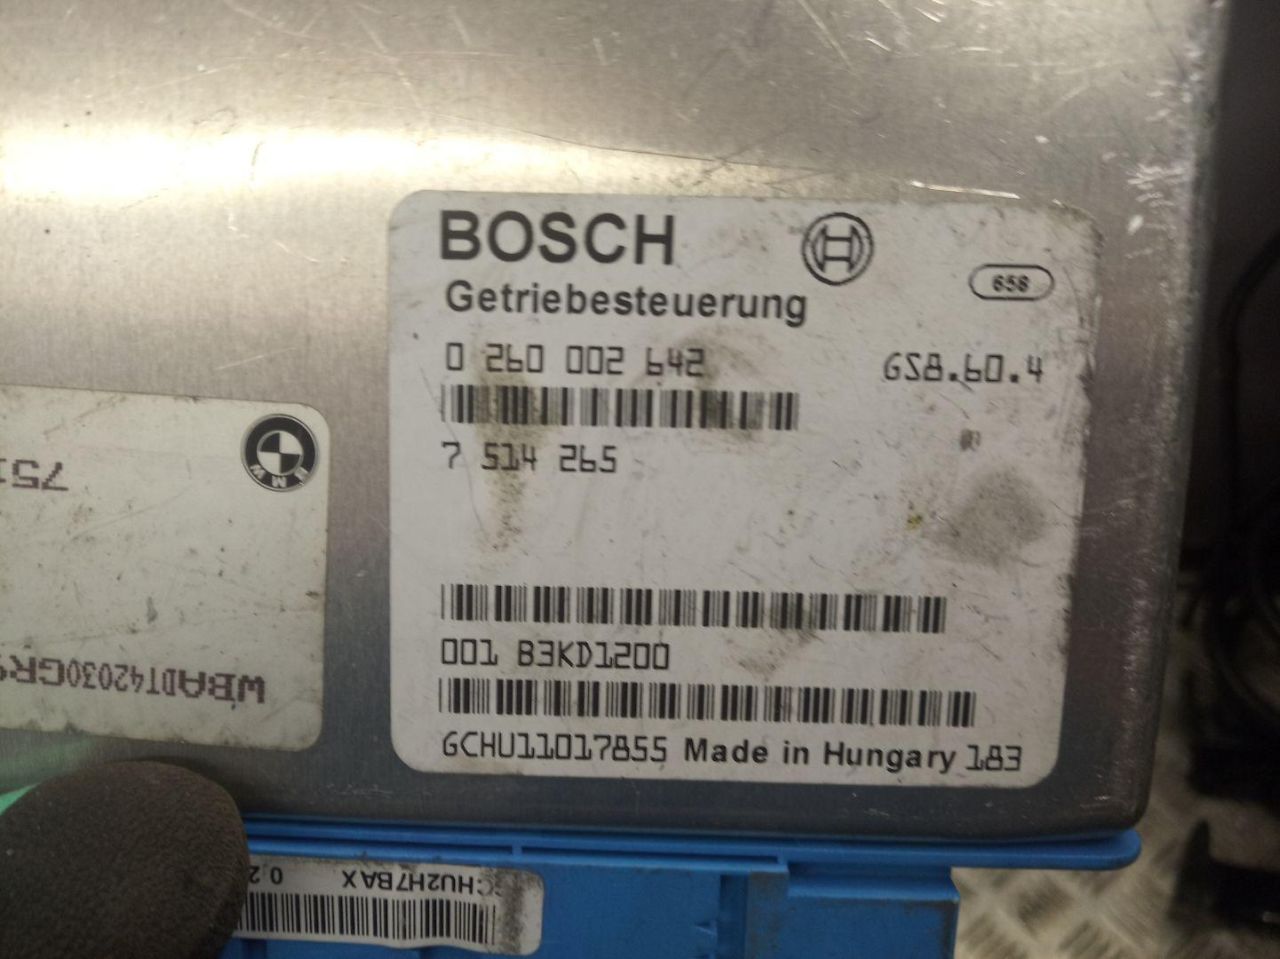 BOSCH
658
Getriebesteuerung
0 260 002 642
GS8.60.4
7 514 265
001 B3KD1200
GCHU11017855 Made in Hungary 183
BMW
WBADT42030GR
CHU2H7BAX